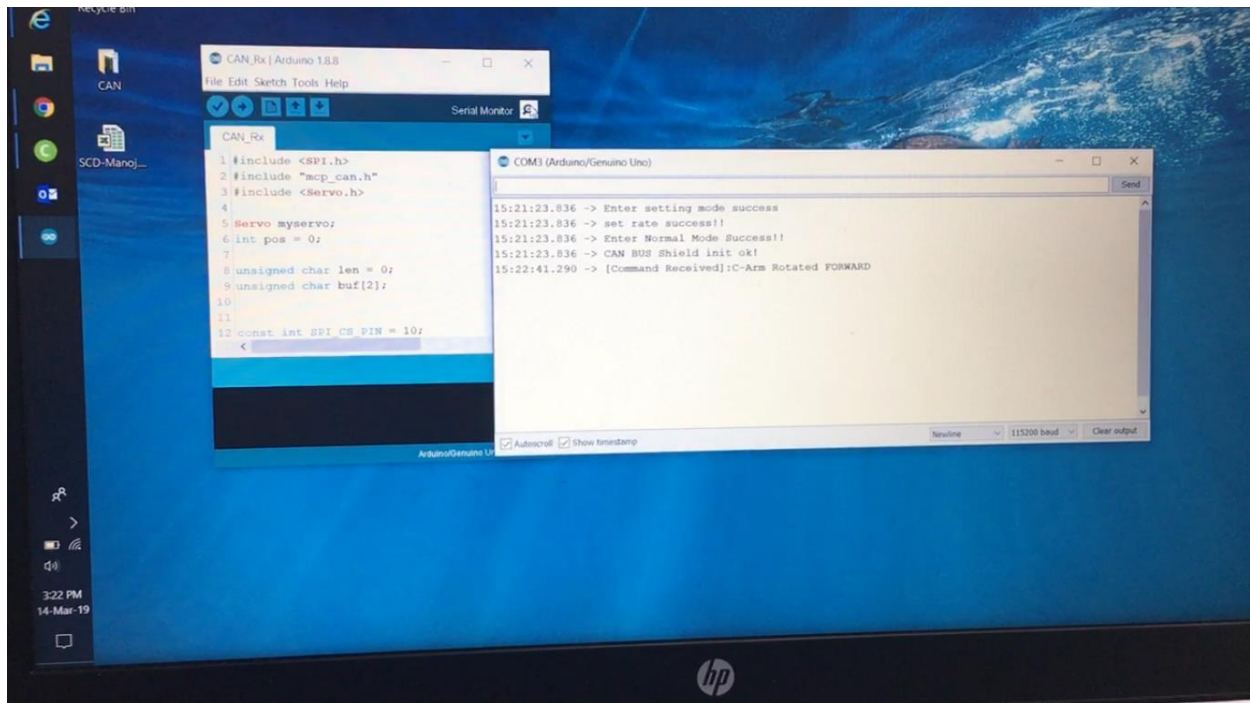 Recycle Bin
CAN
SCD-Manoj...
CAN_Rx | Arduino 1.8.8
File Edit Sketch Tools Help
Serial Monitor
CAN_Rx
1 #include <SPI.h>
2 #include "mcp_can.h"
3 #include <Servo.h>
4
5 Servo myservo;
6 int pos = 0;
7
8 unsigned char len = 0;
9 unsigned char buf[2];
10
11
12 const int SPI_CS_PIN = 10;
Arduino/Genuino
COM3 (Arduino/Genuino Uno)
Send
15:21:23.836 -> Enter setting mode success
15:21:23.836 -> set rate success!!
15:21:23.836 -> Enter Normal Mode Success!!
15:21:23.836 -> CAN BUS Shield init ok!
15:22:41.290 -> [Command Received]:C-Arm Rotated FORWARD
Autoscroll Show timestamp
Newline 115200 baud Clear output
3:22 PM
14-Mar-19
hp